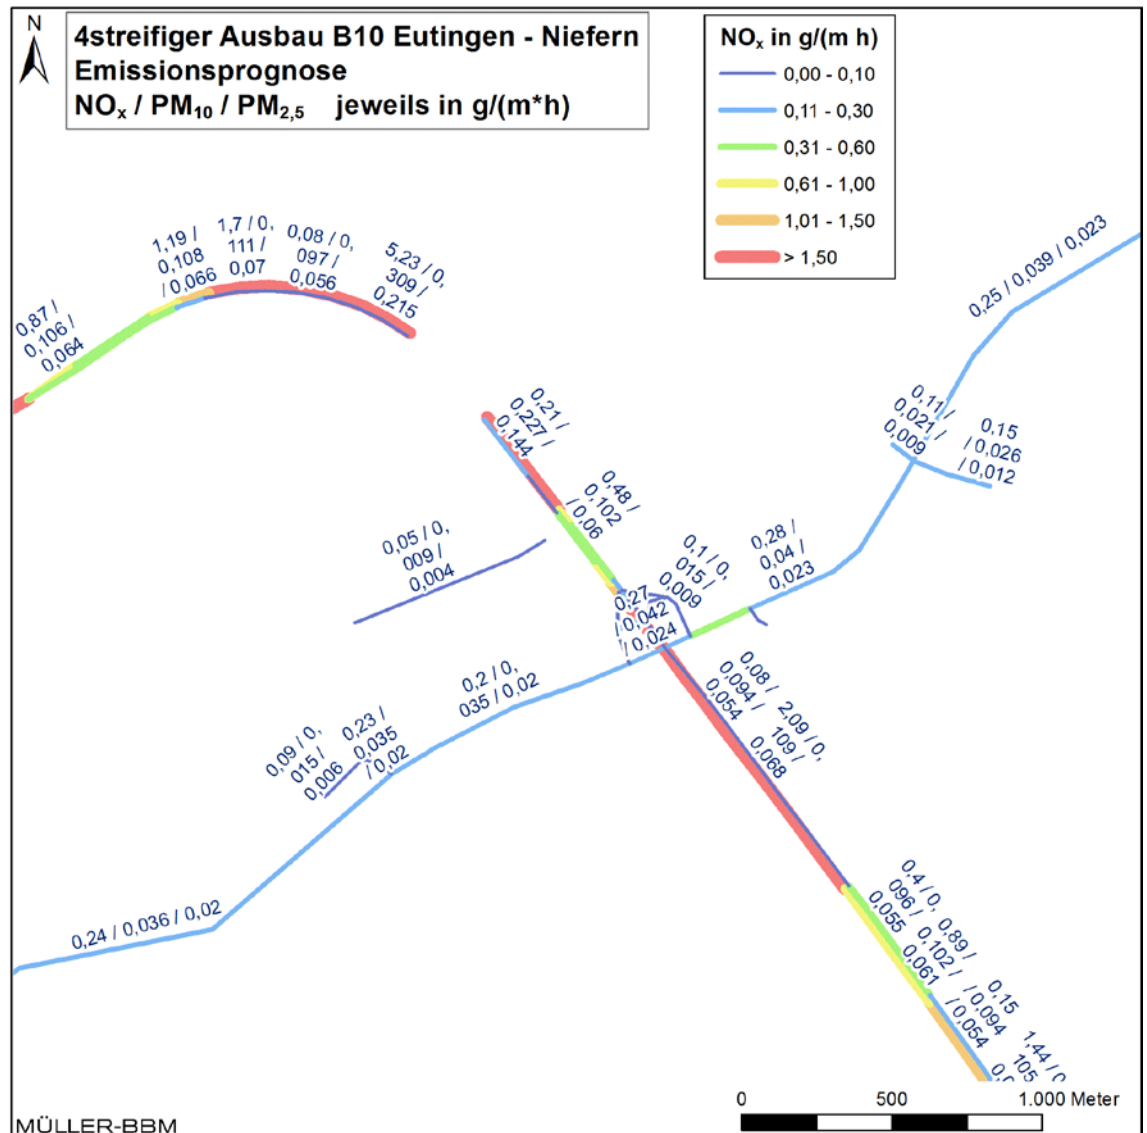 N
4streifiger Ausbau B10 Eutingen - Niefern
Emissionsprognose
NOx / PM10 / PM2,5 jeweils in g/(m*h)
NOx in g/(m h)
0,00 - 0,10
0,11 - 0,30
0,31 - 0,60
0,61 - 1,00
1,01 - 1,50
> 1,50
0,87 /
0,106 /
0,064
1,19 /
0,108
/ 0,066
1,7 / 0,
111 /
0,07
0,08 / 0,
097 /
0,056
5,23 / 0,
309 /
0,215
0,25 / 0,039 / 0,023
0,11 /
0,021 /
0,009
0,15
/ 0,026
/ 0,012
0,21 /
0,227 /
0,144
0,48 /
0,102
/ 0,06
0,05 / 0,
009 /
0,004
0,1 / 0,
015 /
0,009
0,28 /
0,04 /
0,023
0,27
/ 0,042
/ 0,024
0,2 / 0,
035 / 0,02
0,09 / 0,
015 /
0,006
0,23 /
0,035
/ 0,02
0,08 /
0,094 /
0,054
2,09 / 0,
109 /
0,068
0,24 / 0,036 / 0,02
0,4 / 0,
096 /
0,055
0,89 /
0,102 /
0,061
0,15
/ 0,094
/ 0,054
1,44 / 0
105
0 500 1.000 Meter
MÜLLER-BBM